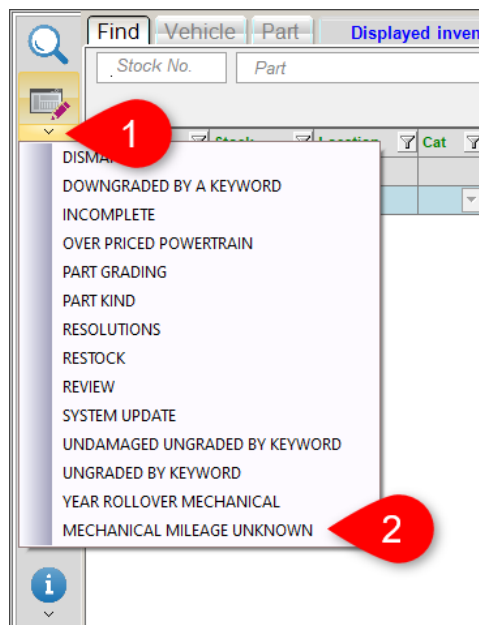 Find Vehicle Part Displayed inven
Stock No. Part
1
Stock Location Cat
DISMA
DOWNGRADED BY A KEYWORD
INCOMPLETE
OVER PRICED POWERTRAIN
PART GRADING
PART KIND
RESOLUTIONS
RESTOCK
REVIEW
SYSTEM UPDATE
UNDAMAGED UNGRADED BY KEYWORD
UNGRADED BY KEYWORD
YEAR ROLLOVER MECHANICAL
MECHANICAL MILEAGE UNKNOWN 2